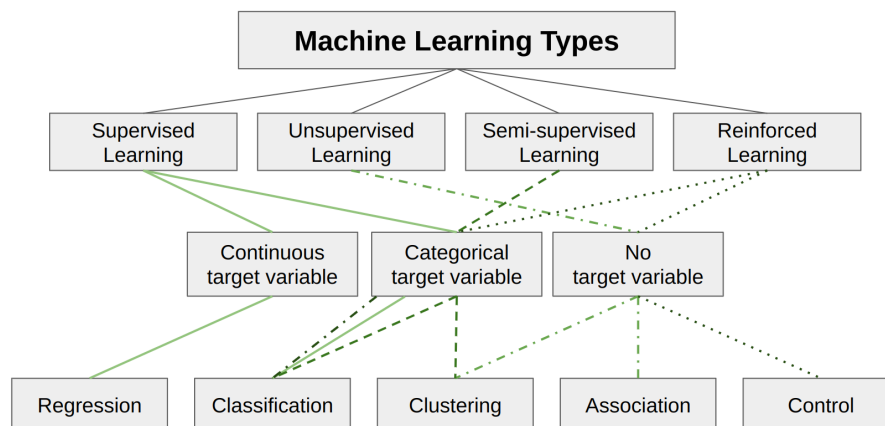 Machine Learning Types
Supervised
Learning
Unsupervised
Learning
Semi-supervised
Learning
Reinforced
Learning
Continuous
target variable
Categorical
target variable
No
target variable
Regression
Classification
Clustering
Association
Control